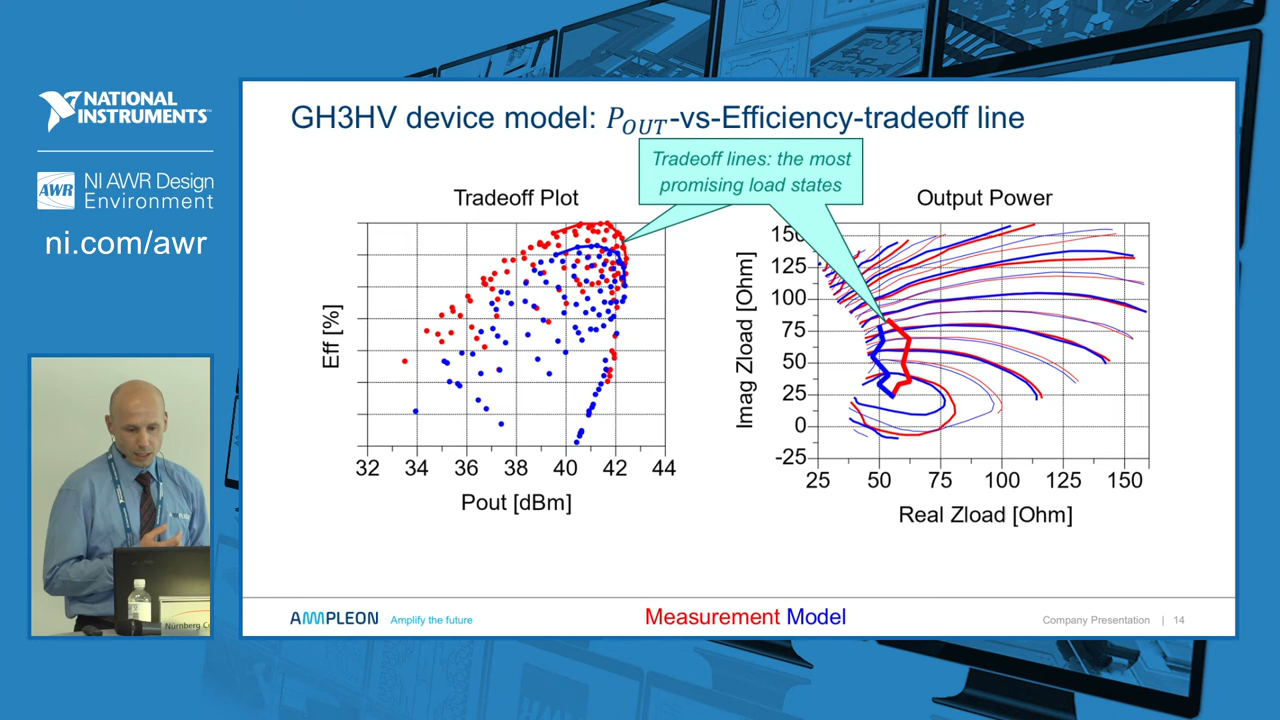 NATIONAL
INSTRUMENTS
AWR
NI AWR Design
Environment
ni.com/awr
GH3HV device model: P_OUT-vs-Efficiency-tradeoff line
Tradeoff lines: the most
promising load states
Tradeoff Plot
Eff [%]
32 34 36 38 40 42 44
Pout [dBm]
Output Power
Imag Zload [Ohm]
125
100
75
50
25
0
-25
25 50 75 100 125 150
Real Zload [Ohm]
AMPLEON Amplify the future
Measurement Model
Company Presentation | 14